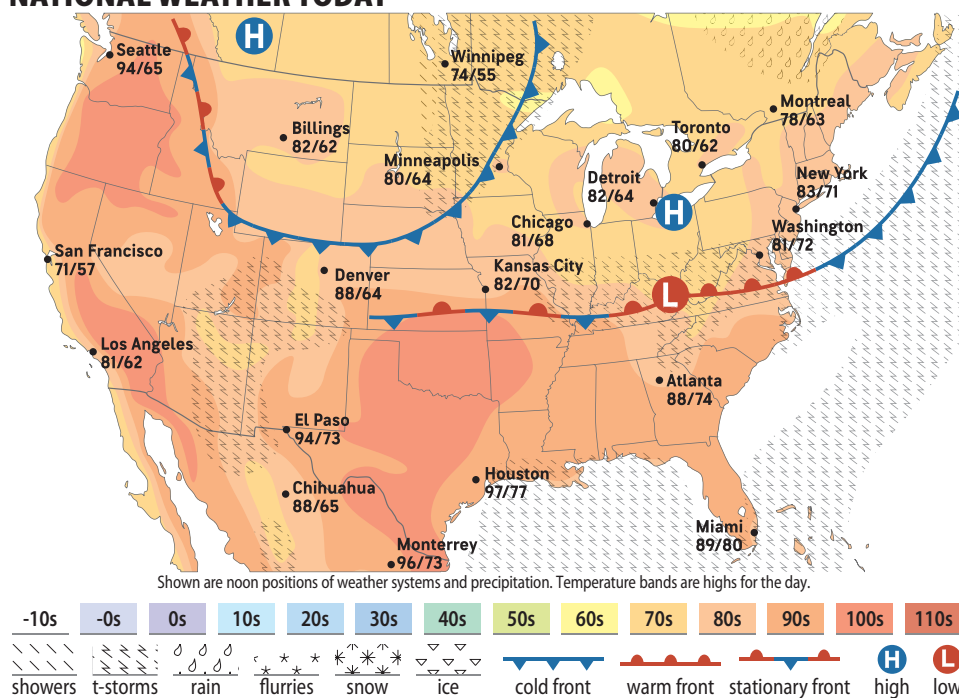 NATIONAL WEATHER TODAY
H
Seattle
94/65
Winnipeg
74/55
Billings
82/62
Montreal
78/63
Toronto
80/62
Minneapolis
80/64
New York
83/71
Detroit
82/64
H
Chicago
81/68
Washington
81/72
San Francisco
71/57
Denver
88/64
Kansas City
82/70
L
Los Angeles
81/62
Atlanta
88/74
El Paso
94/73
Houston
97/77
Chihuahua
88/65
Miami
89/80
Monterrey
96/73
Shown are noon positions of weather systems and precipitation. Temperature bands are highs for the day.
-10s -0s 0s 10s 20s 30s 40s 50s 60s 70s 80s 90s 100s 110s
H L
showers t-storms rain flurries snow ice cold front warm front stationary front high low